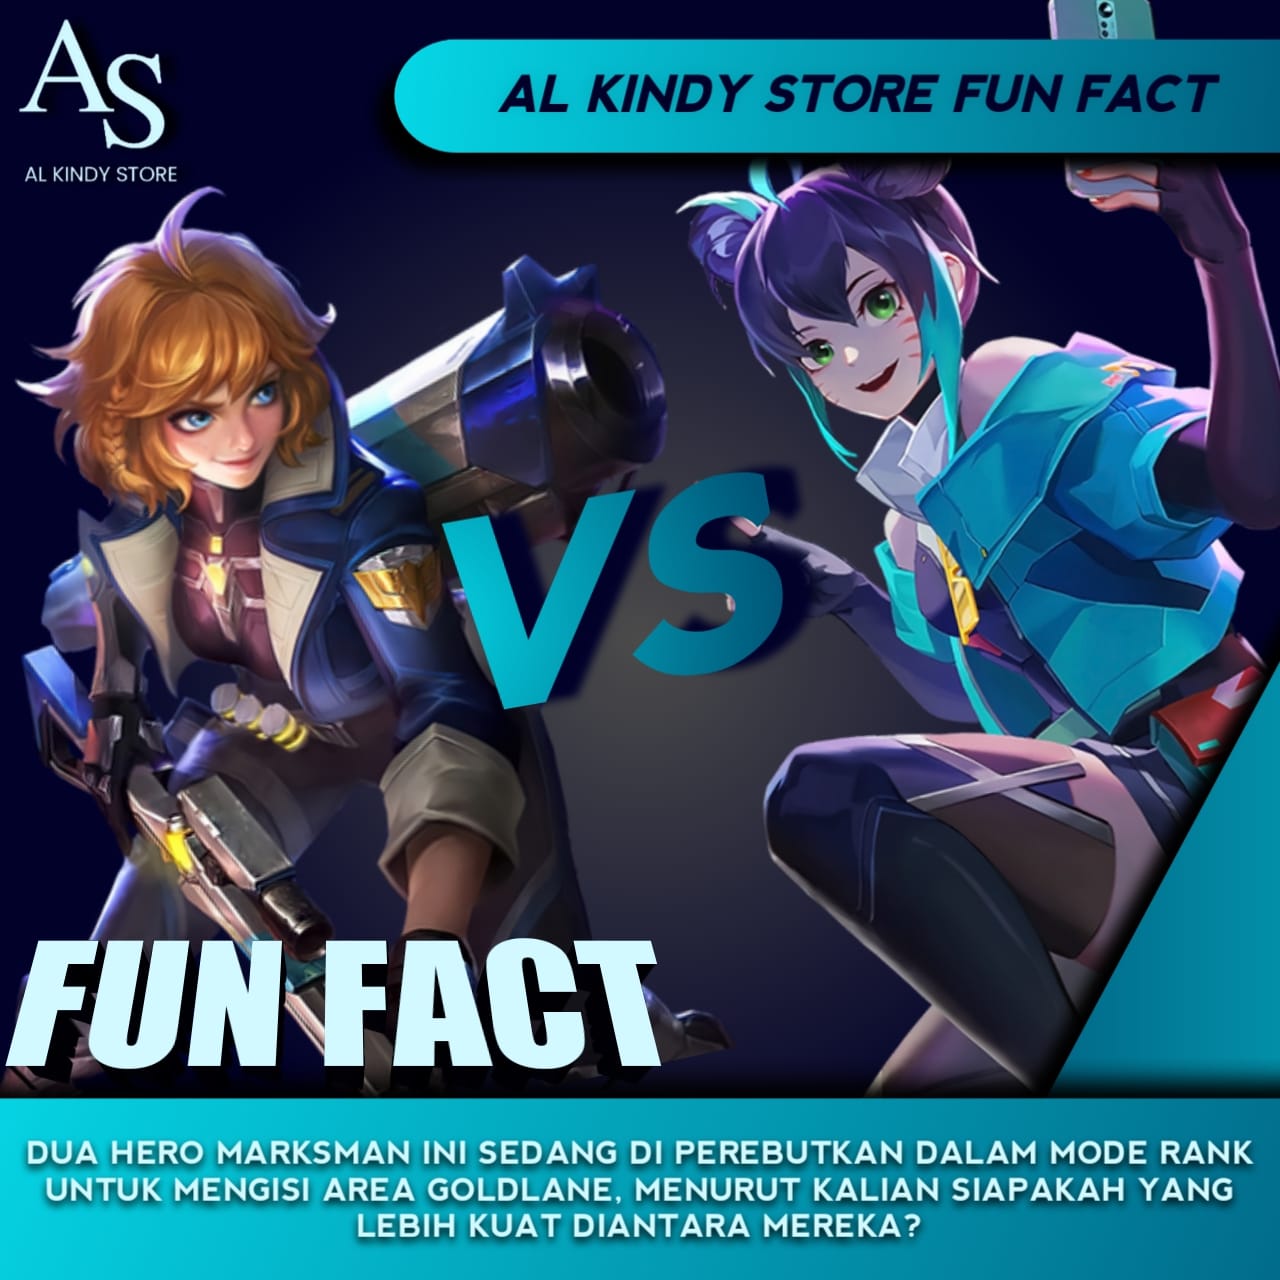 AS
AL KINDY STORE
AL KINDY STORE FUN FACT
VS
FUN FACT
DUA HERO MARKSMAN INI SEDANG DI PEREBUTKAN DALAM MODE RANK
UNTUK MENGISI AREA GOLDLANE, MENURUT KALIAN SIAPAKAH YANG
LEBIH KUAT DIANTARA MEREKA?